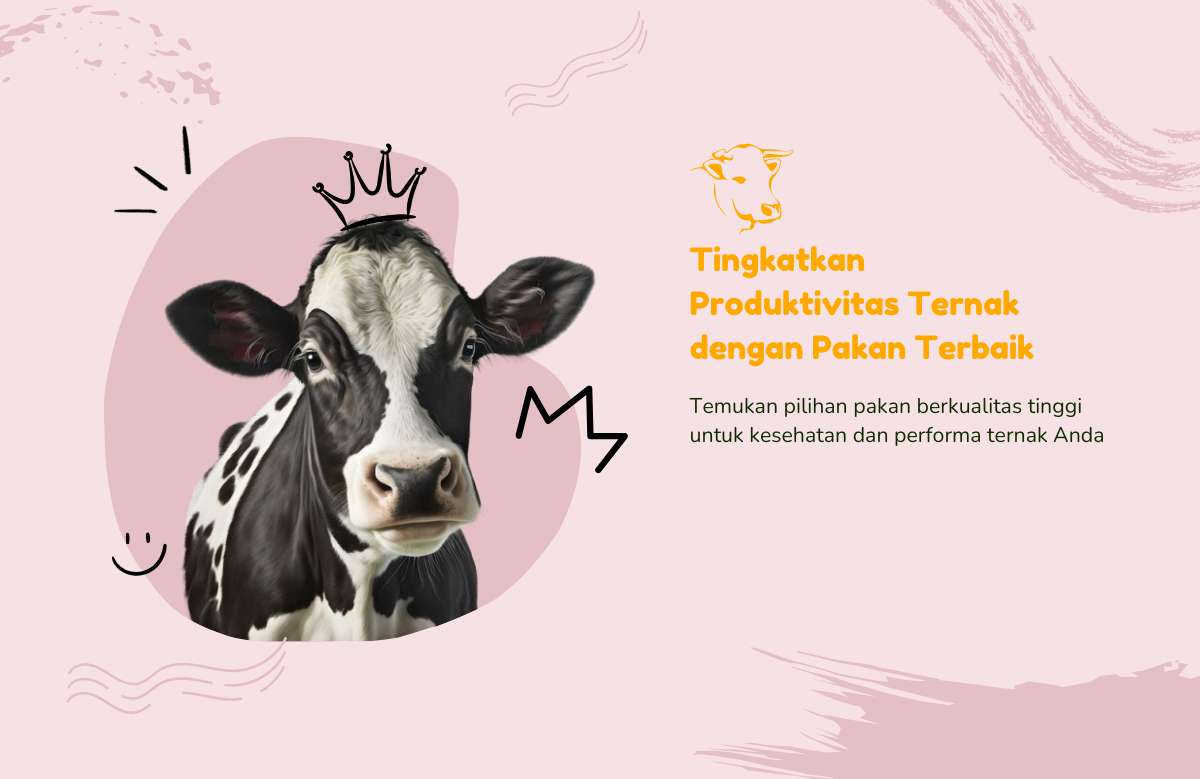 Tingkatkan
Produktivitas Ternak
dengan Pakan Terbaik
Temukan pilihan pakan berkualitas tinggi
untuk kesehatan dan performa ternak Anda